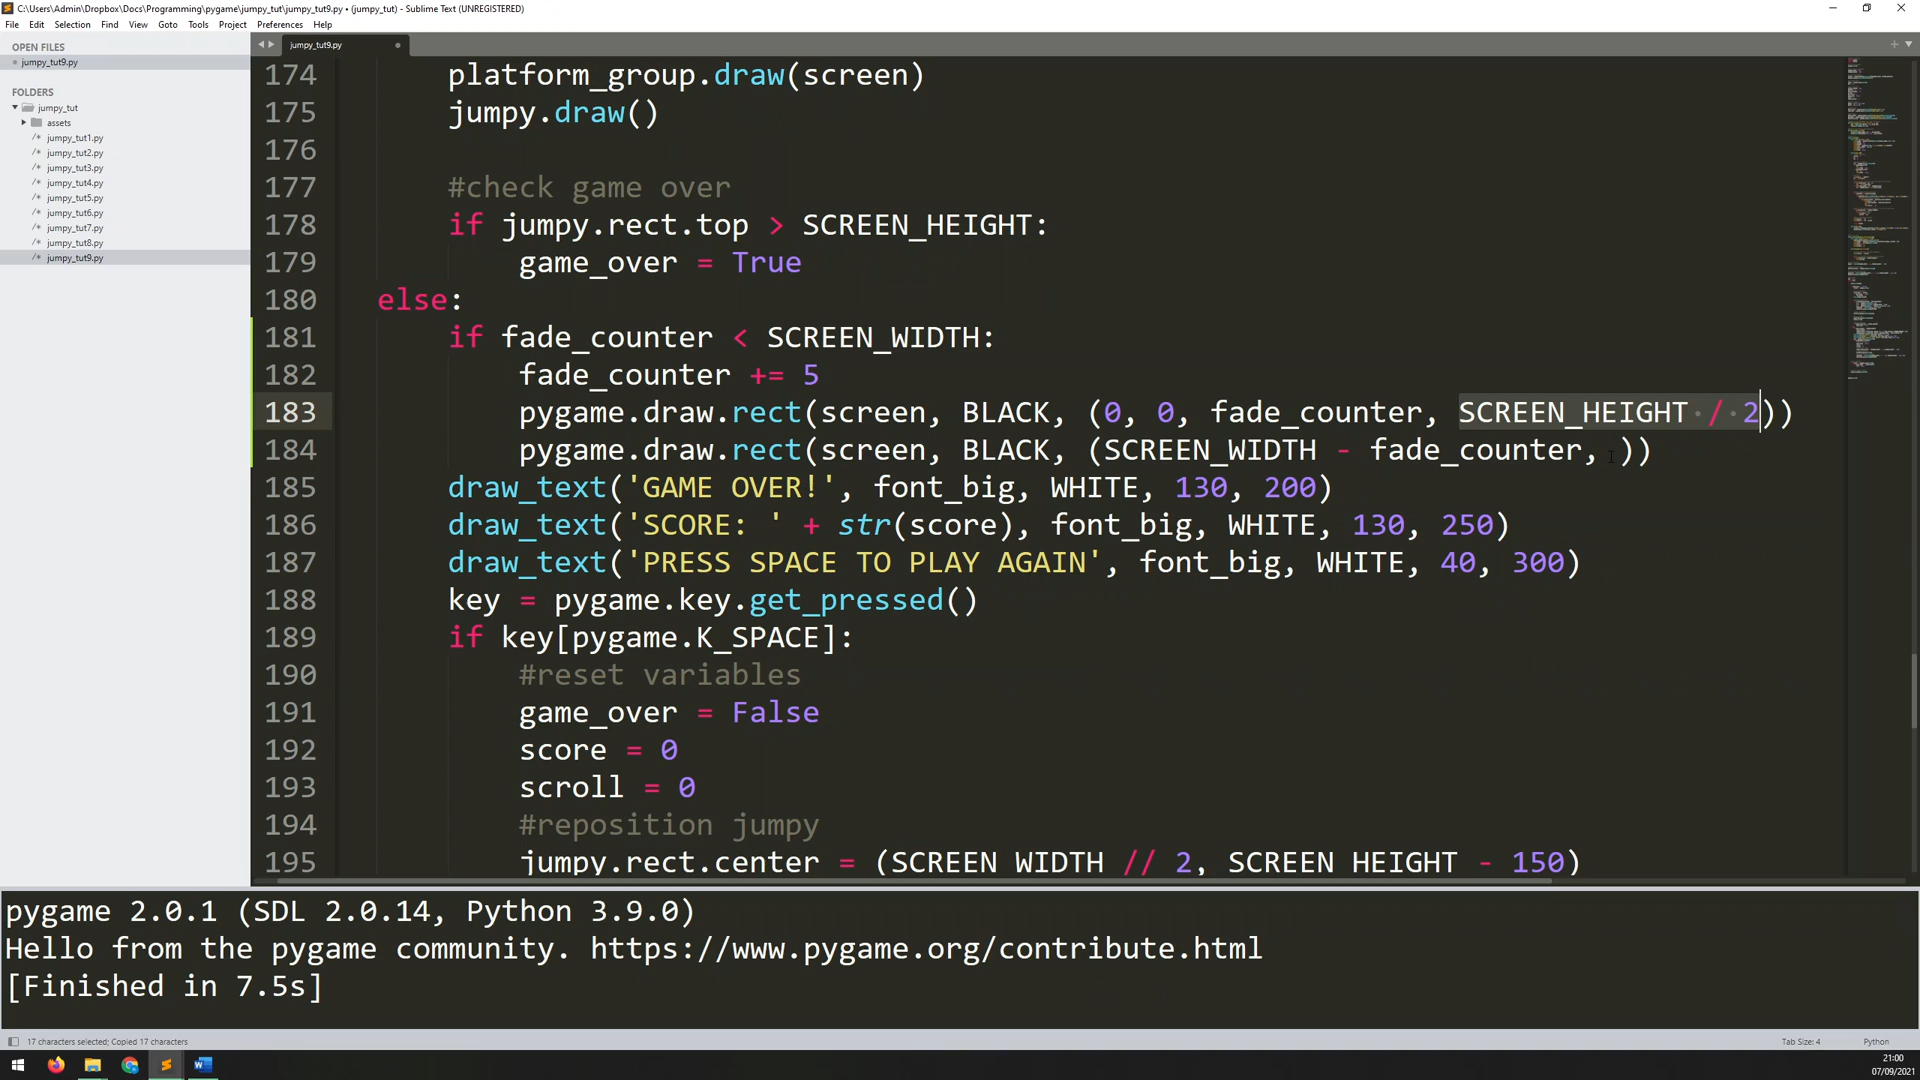 C:\Users\Admin\Dropbox\Docs\Programming\pygame\jumpy_tut\jumpy_tut9.py • (jumpy_tut) - Sublime Text (UNREGISTERED)
File Edit Selection Find View Goto Tools Project Preferences Help
OPEN FILES
jumpy_tut9.py
FOLDERS
jumpy_tut
assets
/* jumpy_tut1.py
/* jumpy_tut2.py
/* jumpy_tut3.py
/* jumpy_tut4.py
/* jumpy_tut5.py
/* jumpy_tut6.py
/* jumpy_tut7.py
/* jumpy_tut8.py
/* jumpy_tut9.py
jumpy_tut9.py
174 platform_group.draw(screen)
175 jumpy.draw()
176
177 #check game over
178 if jumpy.rect.top > SCREEN_HEIGHT:
179 game_over = True
180 else:
181 if fade_counter < SCREEN_WIDTH:
182 fade_counter += 5
183 pygame.draw.rect(screen, BLACK, (0, 0, fade_counter, SCREEN_HEIGHT / 2))
184 pygame.draw.rect(screen, BLACK, (SCREEN_WIDTH - fade_counter, ))
185 draw_text('GAME OVER!', font_big, WHITE, 130, 200)
186 draw_text('SCORE: ' + str(score), font_big, WHITE, 130, 250)
187 draw_text('PRESS SPACE TO PLAY AGAIN', font_big, WHITE, 40, 300)
188 key = pygame.key.get_pressed()
189 if key[pygame.K_SPACE]:
190 #reset variables
191 game_over = False
192 score = 0
193 scroll = 0
194 #reposition jumpy
195 jumpy.rect.center = (SCREEN_WIDTH // 2, SCREEN_HEIGHT - 150)
pygame 2.0.1 (SDL 2.0.14, Python 3.9.0)
Hello from the pygame community. https://www.pygame.org/contribute.html
[Finished in 7.5s]
17 characters selected; Copied 17 characters
Tab Size: 4
Python
21:00
07/09/2021